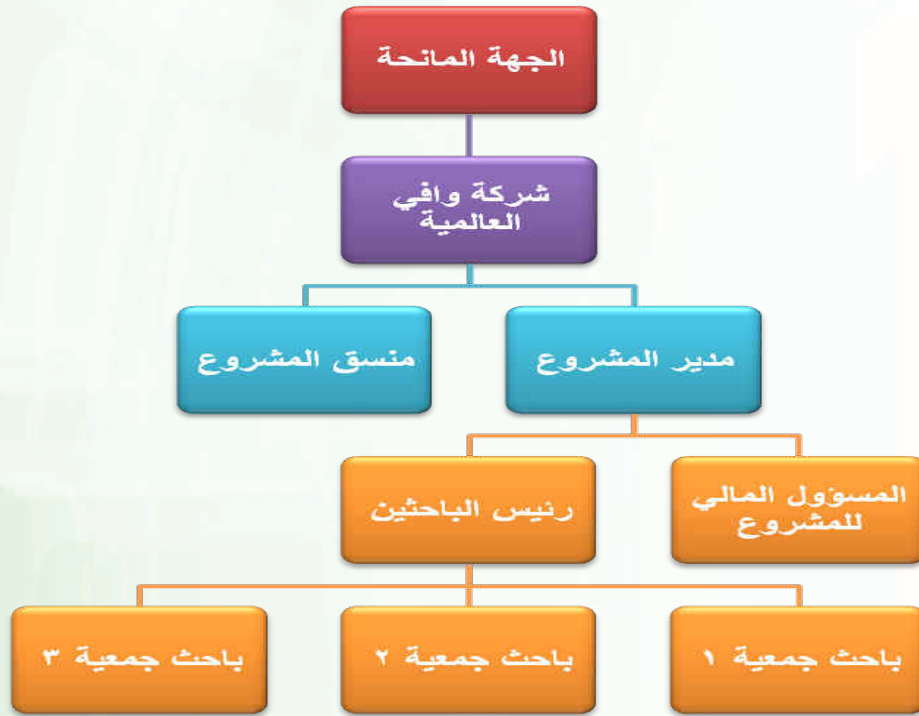 الجهة المانحة
شركة وافي
العالمية
مدير المشروع
منسق المشروع
المسؤول المالي
للمشروع
رئيس الباحثين
باحث جمعية ١
باحث جمعية ٢
باحث جمعية ٣